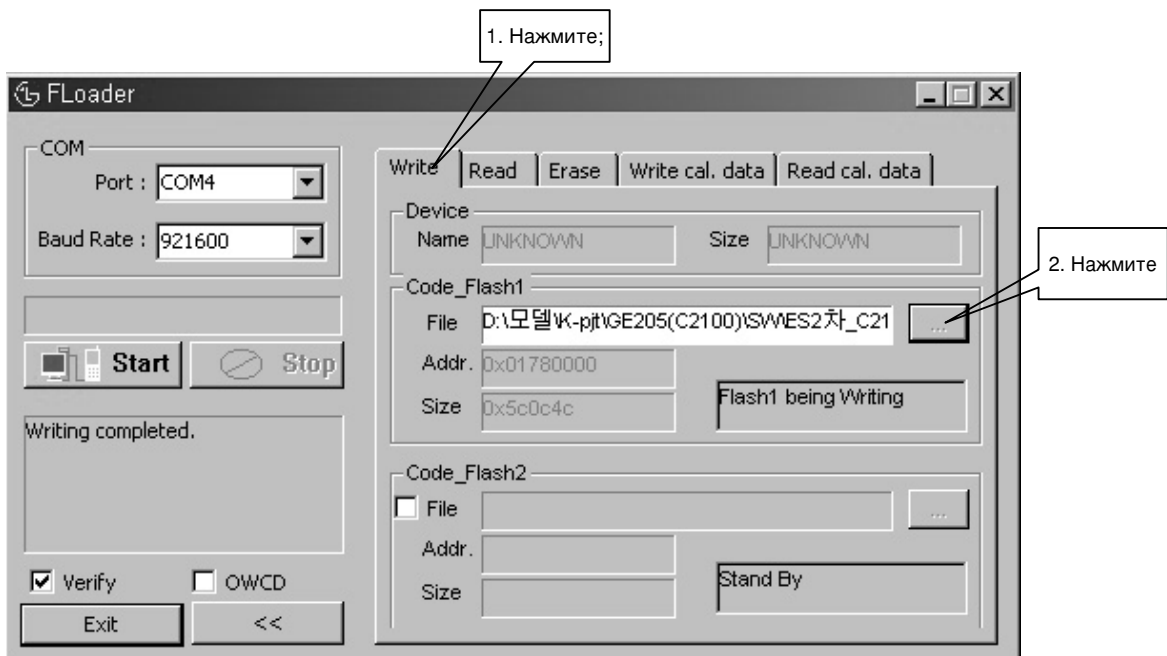 1. Нажмите;
FLoader
COM
Port : COM4
Baud Rate : 921600
Start
Stop
Writing completed.
Verify
OWCD
Exit
<<
Write Read Erase Write cal. data Read cal. data
Device
Name UNKNOWN Size UNKNOWN
Code_Flash1
File D:\모델\K-pjt\GE205(C2100)\SW\ES2차_C21 ...
2. Нажмите
Addr. 0x01780000
Size 0x5c0c4c
Flash1 being Writing
Code_Flash2
File ...
Addr.
Size
Stand By